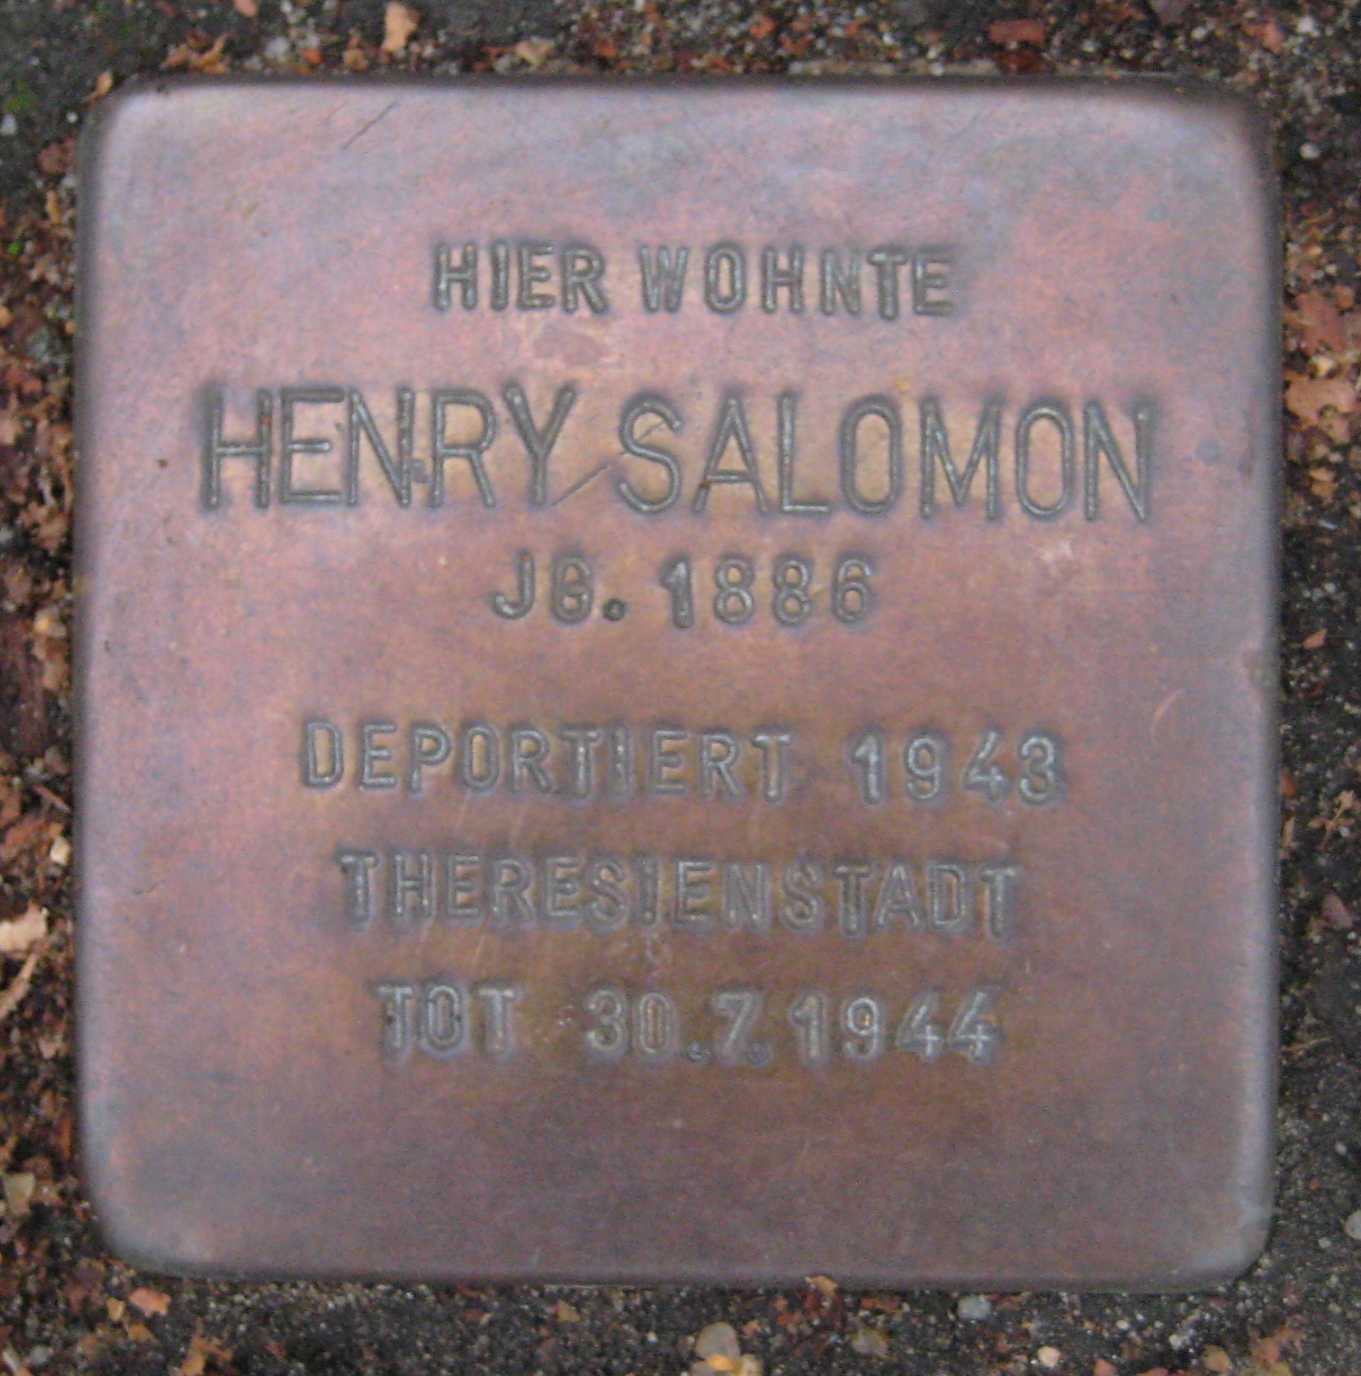 HIER WOHNTE
HENRY SALOMON
JG. 1886
DEPORTIERT 1943
THERESIENSTADT
TOT 30.7.1944